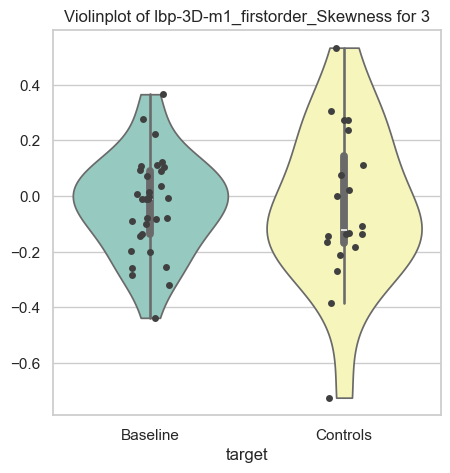 Violinplot of lbp-3D-m1_firstorder_Skewness for 3
0.4
0.2
0.0
−0.2
−0.4
−0.6
Baseline
Controls
target